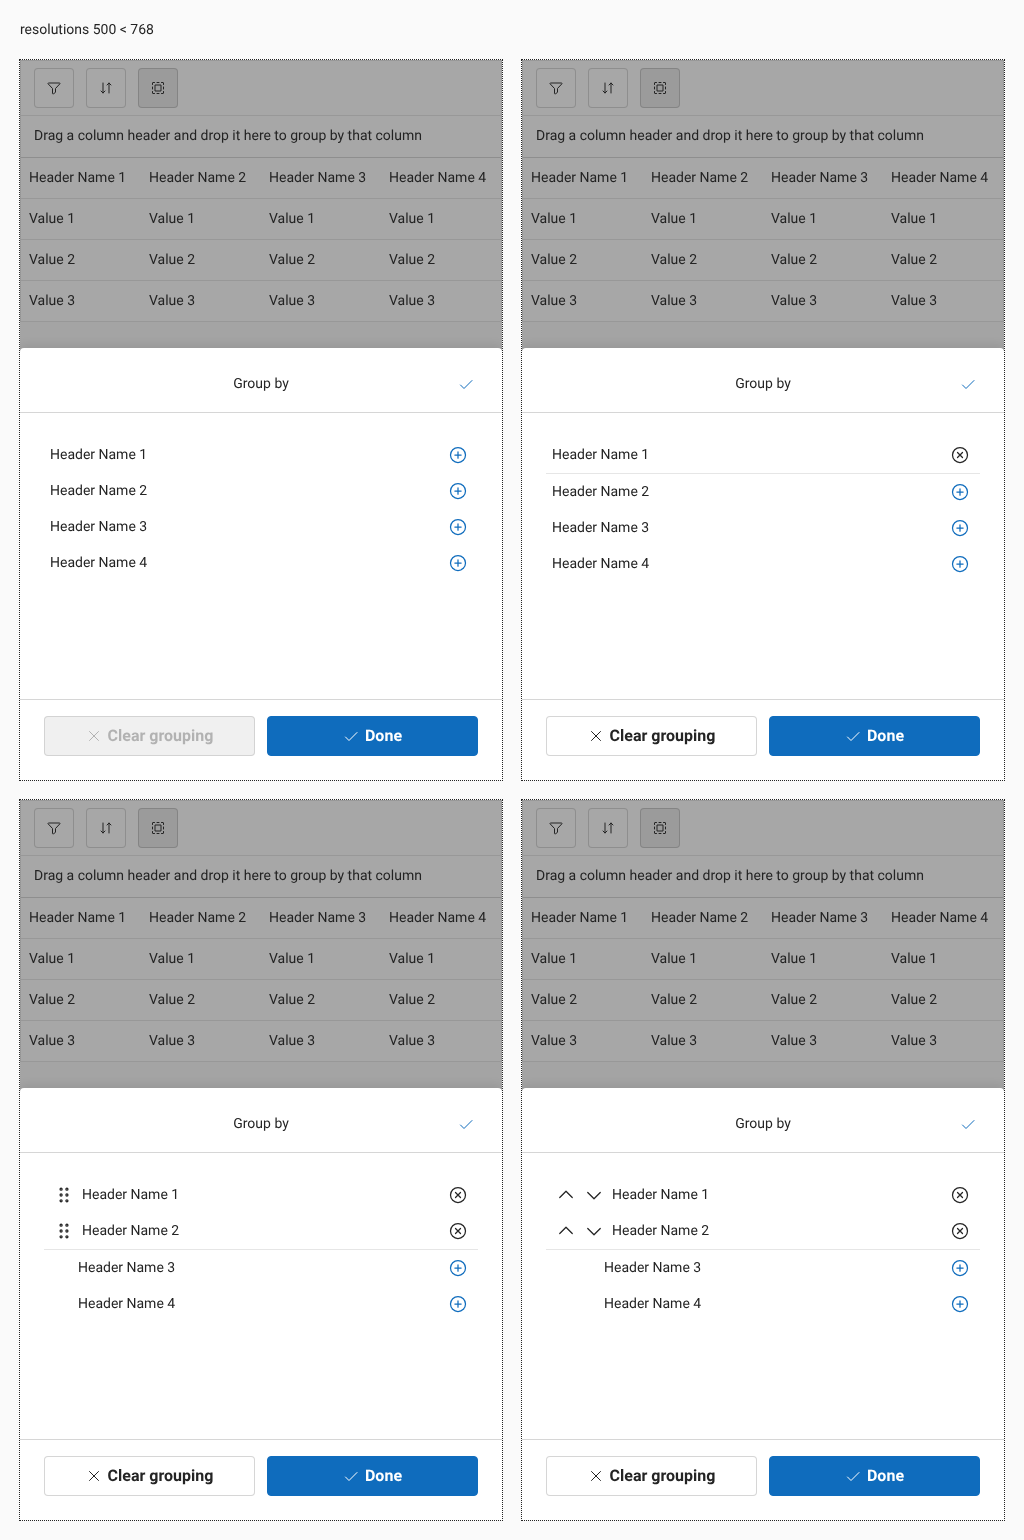 resolutions 500 < 768
Drag a column header and drop it here to group by that column
Header Name 1 Header Name 2 Header Name 3 Header Name 4
Value 1 Value 1 Value 1 Value 1
Value 2 Value 2 Value 2 Value 2
Value 3 Value 3 Value 3 Value 3
Group by
Header Name 1
Header Name 2
Header Name 3
Header Name 4
Clear grouping Done
Drag a column header and drop it here to group by that column
Header Name 1 Header Name 2 Header Name 3 Header Name 4
Value 1 Value 1 Value 1 Value 1
Value 2 Value 2 Value 2 Value 2
Value 3 Value 3 Value 3 Value 3
Group by
Header Name 1
Header Name 2
Header Name 3
Header Name 4
Clear grouping Done
Drag a column header and drop it here to group by that column
Header Name 1 Header Name 2 Header Name 3 Header Name 4
Value 1 Value 1 Value 1 Value 1
Value 2 Value 2 Value 2 Value 2
Value 3 Value 3 Value 3 Value 3
Group by
Header Name 1
Header Name 2
Header Name 3
Header Name 4
Clear grouping Done
Drag a column header and drop it here to group by that column
Header Name 1 Header Name 2 Header Name 3 Header Name 4
Value 1 Value 1 Value 1 Value 1
Value 2 Value 2 Value 2 Value 2
Value 3 Value 3 Value 3 Value 3
Group by
Header Name 1
Header Name 2
Header Name 3
Header Name 4
Clear grouping Done